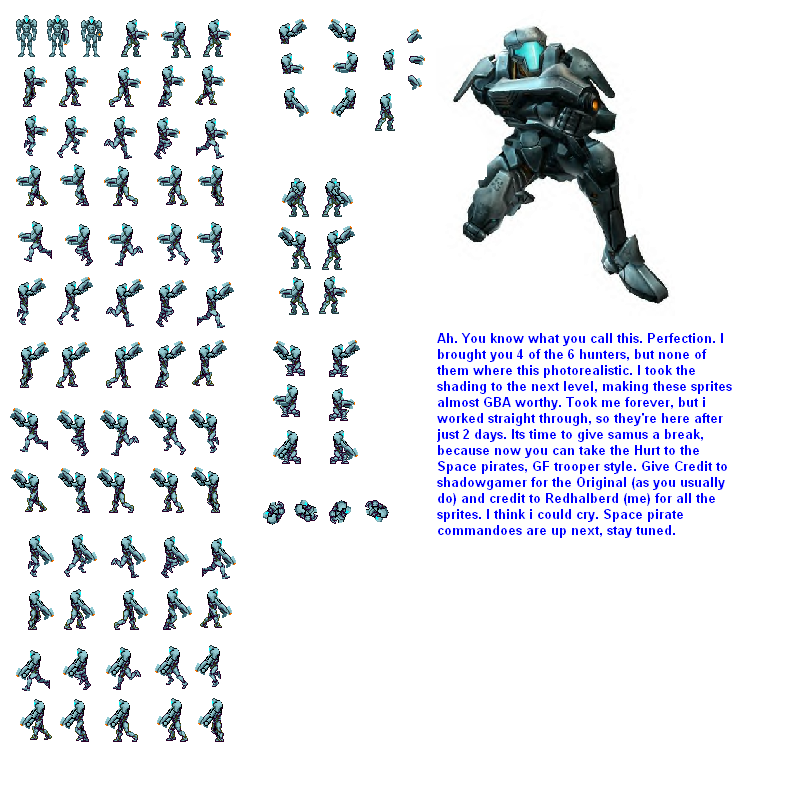 Ah. You know what you call this. Perfection. I
brought you 4 of the 6 hunters, but none of
them where this photorealistic. I took the
shading to the next level, making these sprites
almost GBA worthy. Took me forever, but i
worked straight through, so they're here after
just 2 days. Its time to give samus a break,
because now you can take the Hurt to the
Space pirates, GF trooper style. Give Credit to
shadowgamer for the Original (as you usually
do) and credit to Redhalberd (me) for all the
sprites. I think i could cry. Space pirate
commandoes are up next, stay tuned.